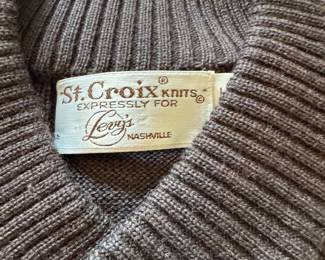 St. Croix® KNITS©
EXPRESSLY FOR
Levy's
NASHVILLE